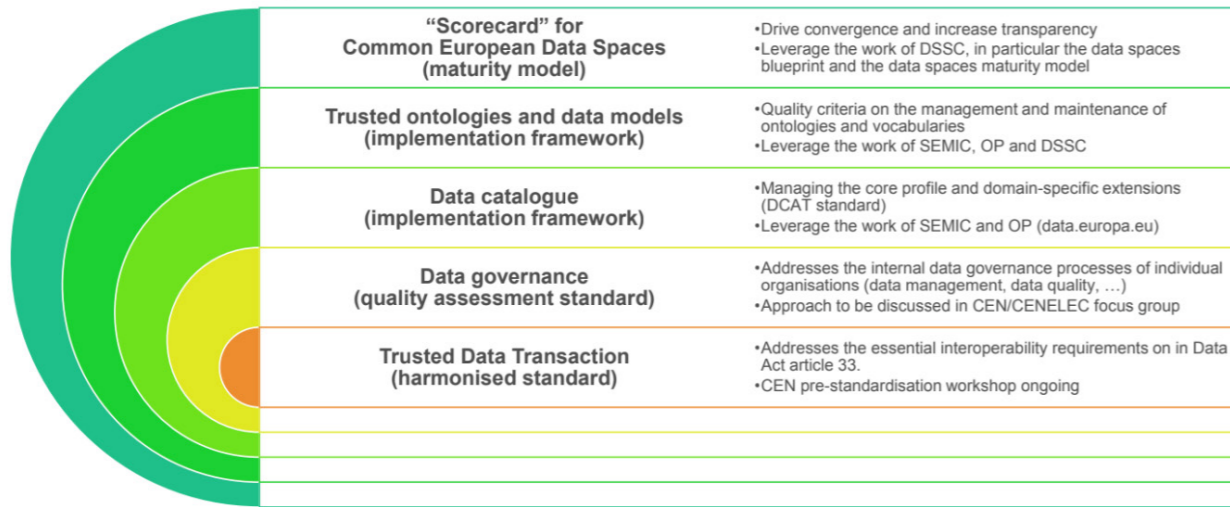 “Scorecard” for
Common European Data Spaces
(maturity model)
•Drive convergence and increase transparency
•Leverage the work of DSSC, in particular the data spaces
blueprint and the data spaces maturity model
Trusted ontologies and data models
(implementation framework)
•Quality criteria on the management and maintenance of
ontologies and vocabularies
•Leverage the work of SEMIC, OP and DSSC
Data catalogue
(implementation framework)
•Managing the core profile and domain-specific extensions
(DCAT standard)
•Leverage the work of SEMIC and OP (data.europa.eu)
Data governance
(quality assessment standard)
•Addresses the internal data governance processes of individual
organisations (data management, data quality, …)
•Approach to be discussed in CEN/CENELEC focus group
Trusted Data Transaction
(harmonised standard)
•Addresses the essential interoperability requirements on in Data
Act article 33.
•CEN pre-standardisation workshop ongoing